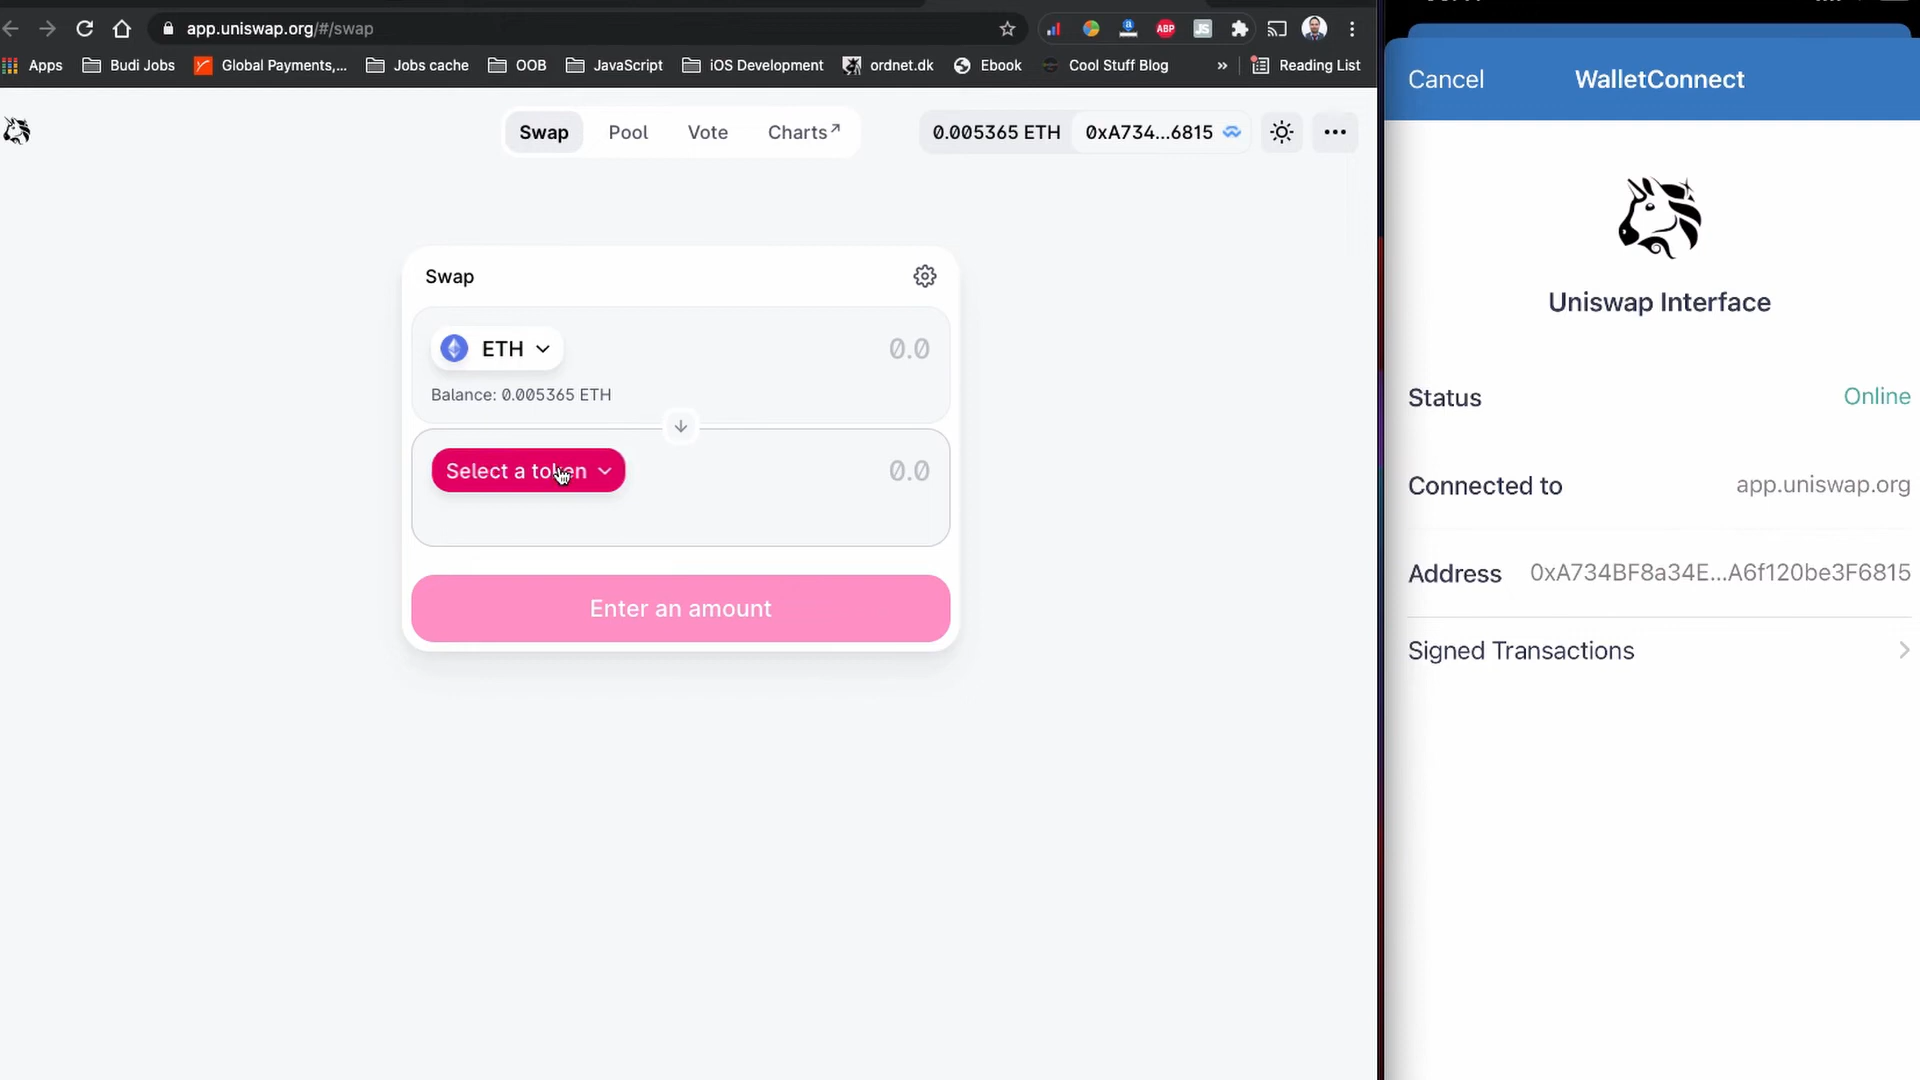 app.uniswap.org/#/swap
ABP
JS
Apps
Budi Jobs
Global Payments,...
Jobs cache
OOB
JavaScript
iOS Development
ordnet.dk
Ebook
Cool Stuff Blog
»
Reading List
Swap
Pool
Vote
Charts↗
0.005365 ETH
0xA734...6815
Swap
ETH
0.0
Balance: 0.005365 ETH
Select a token
0.0
Enter an amount
Cancel
WalletConnect
Uniswap Interface
Status
Online
Connected to
app.uniswap.org
Address
0xA734BF8a34E...A6f120be3F6815
Signed Transactions